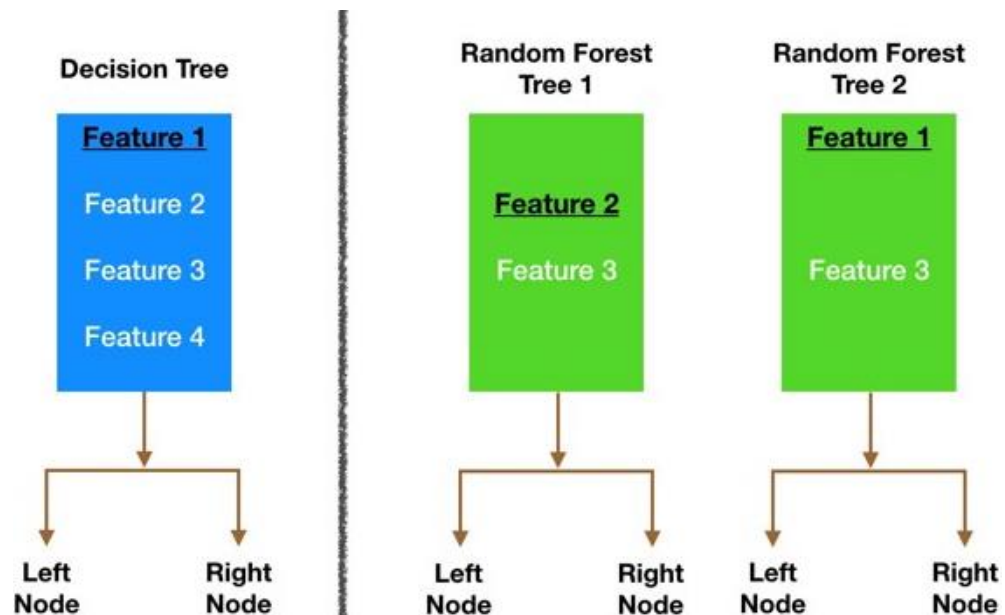 Decision Tree
Feature 1
Feature 2
Feature 3
Feature 4
Left
Node
Right
Node
Random Forest
Tree 1
Feature 2
Feature 3
Left
Node
Right
Node
Random Forest
Tree 2
Feature 1
Feature 3
Left
Node
Right
Node